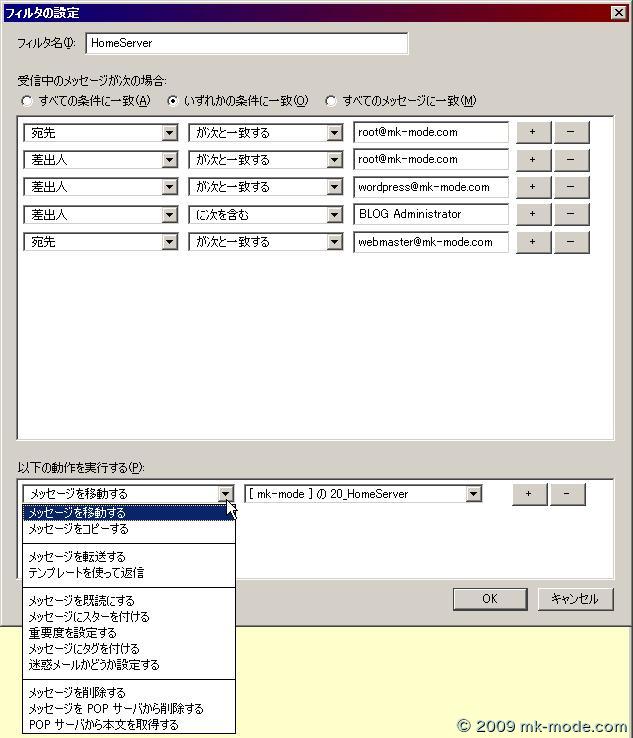 フィルタの設定
フィルタ名(I): HomeServer
受信中のメッセージが次の場合:
すべての条件に一致(A) いずれかの条件に一致(O) すべてのメッセージに一致(M)
宛先 が次と一致する root@mk-mode.com + −
差出人 が次と一致する root@mk-mode.com + −
差出人 が次と一致する wordpress@mk-mode.com + −
差出人 に次を含む BLOG Administrator + −
宛先 が次と一致する webmaster@mk-mode.com + −
以下の動作を実行する(P):
メッセージを移動する [ mk-mode ] の 20_HomeServer + −
メッセージを移動する
メッセージをコピーする
メッセージを転送する
テンプレートを使って返信
メッセージを既読にする
メッセージにスターを付ける
重要度を設定する
メッセージにタグを付ける
迷惑メールかどうか設定する
メッセージを削除する
メッセージを POP サーバから削除する
POP サーバから本文を取得する
OK キャンセル
© 2009 mk-mode.com